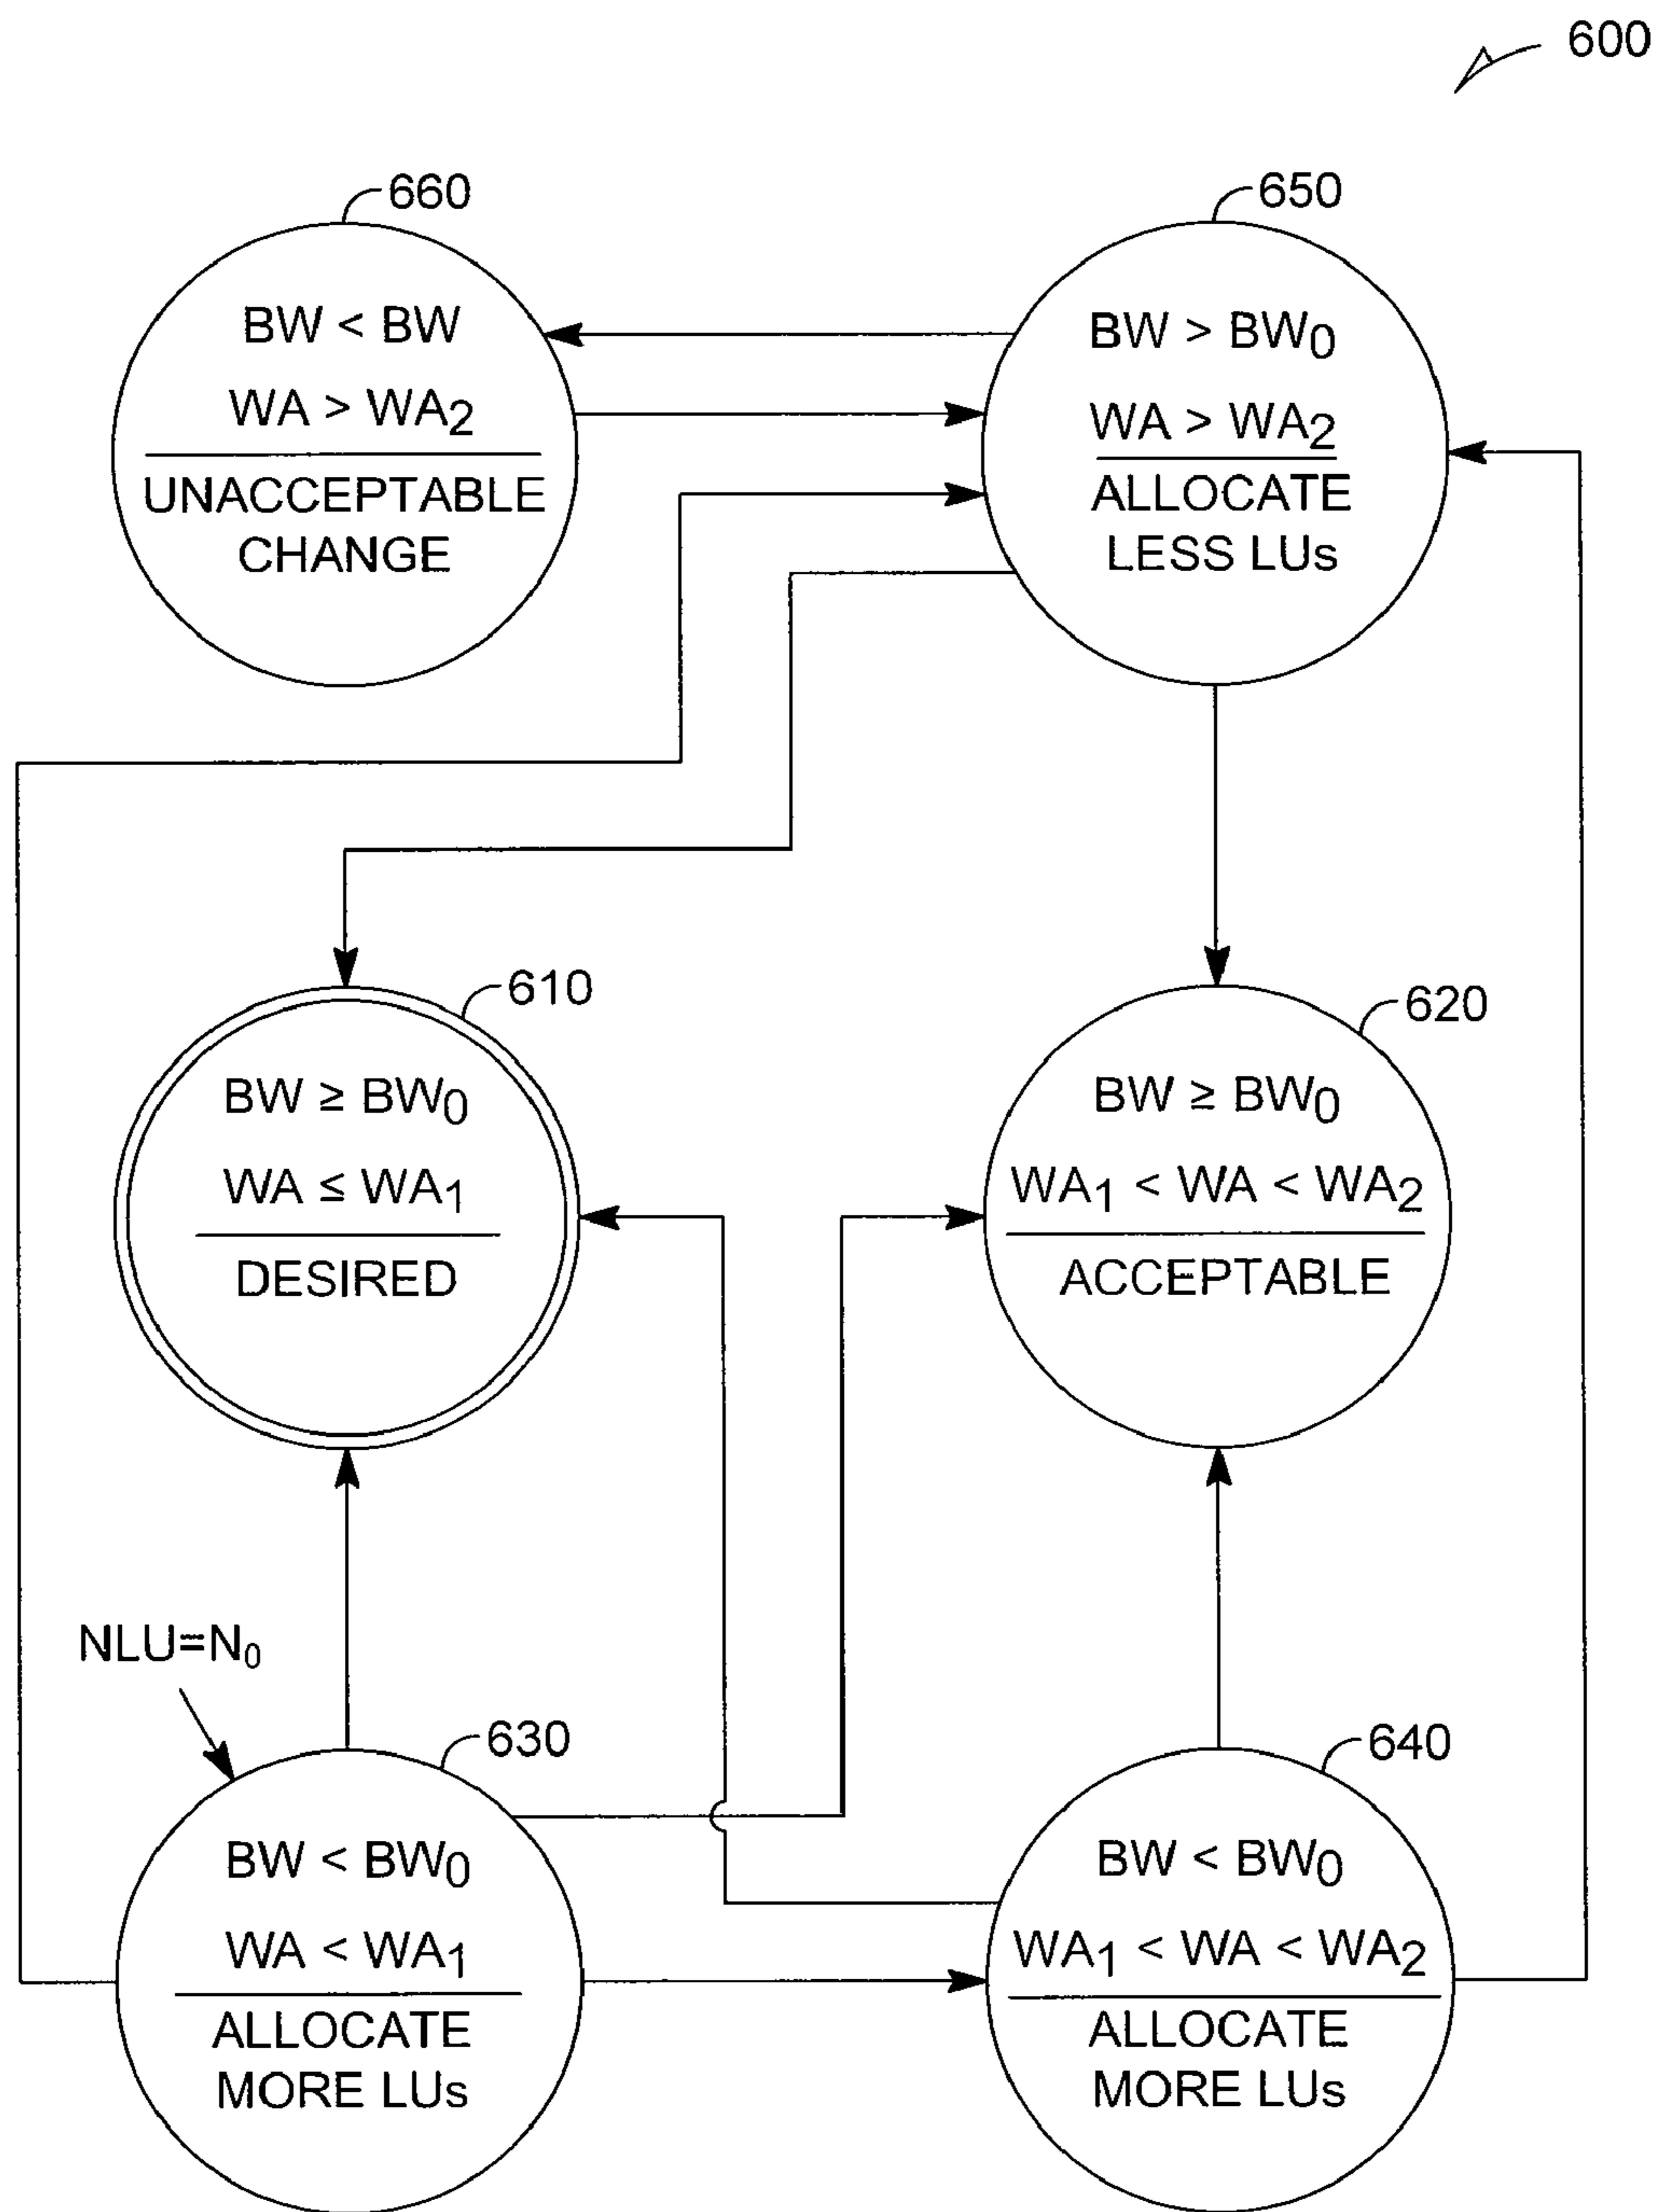 600
660
BW < BW
WA > WA2
UNACCEPTABLE
CHANGE
650
BW > BW0
WA > WA2
ALLOCATE
LESS LUs
610
BW ≥ BW0
WA ≤ WA1
DESIRED
620
BW ≥ BW0
WA1 < WA < WA2
ACCEPTABLE
NLU=N0
630
BW < BW0
WA < WA1
ALLOCATE
MORE LUs
640
BW < BW0
WA1 < WA < WA2
ALLOCATE
MORE LUs